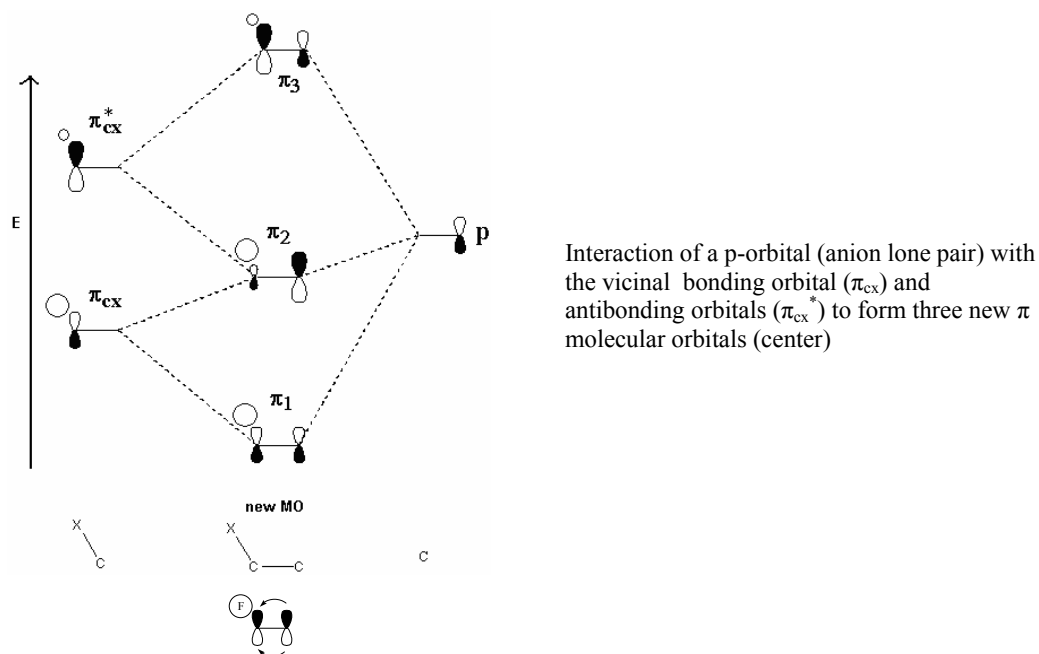 π3
π*cx
E
π2
p
πcx
π1
Interaction of a p-orbital (anion lone pair) with
the vicinal bonding orbital (πcx) and
antibonding orbitals (πcx*) to form three new π
molecular orbitals (center)
new MO
X
C
X
C C
C
F